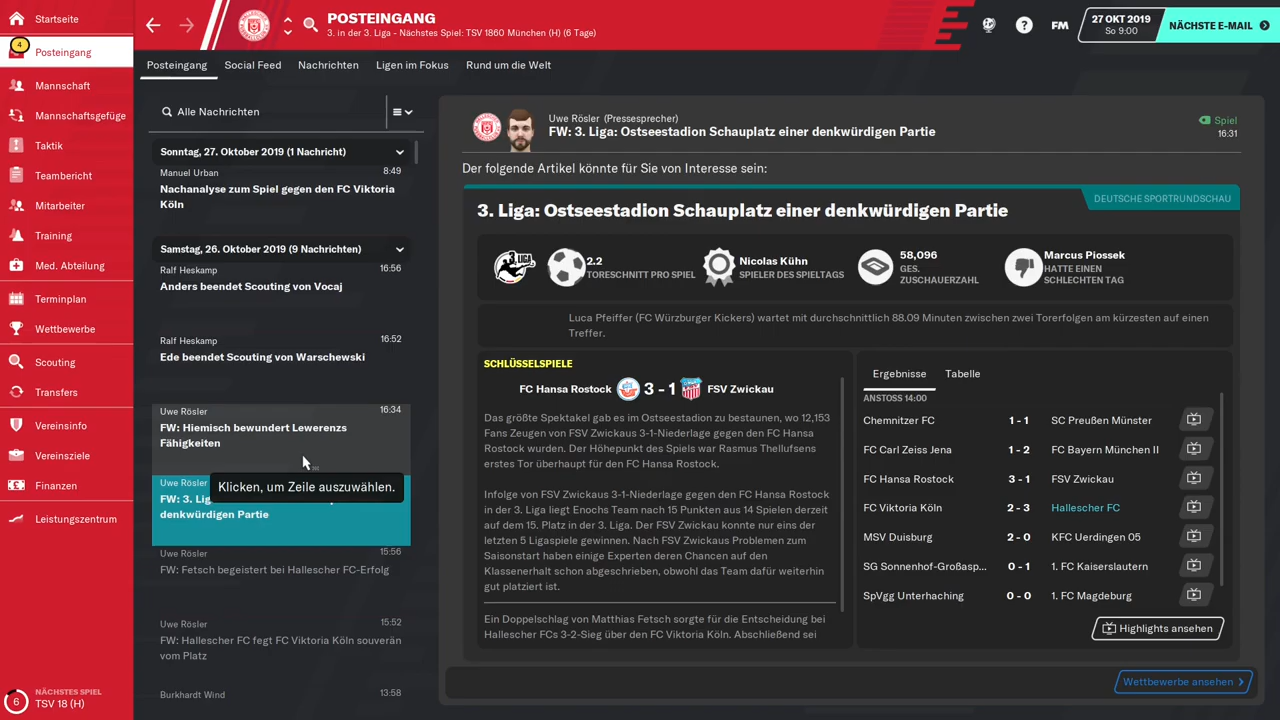 Startseite
4
Posteingang
Mannschaft
Mannschaftsgefüge
Taktik
Teambericht
Mitarbeiter
Training
Med. Abteilung
Terminplan
Wettbewerbe
Scouting
Transfers
Vereinsinfo
Vereinsziele
Finanzen
Leistungszentrum
6
NÄCHSTES SPIEL
TSV 18 (H)
POSTEINGANG
3. in der 3. Liga - Nächstes Spiel: TSV 1860 München (H) (6 Tage)
?
FM
27 OKT 2019
So 9:00
NÄCHSTE E-MAIL
Posteingang
Social Feed
Nachrichten
Ligen im Fokus
Rund um die Welt
Alle Nachrichten
Sonntag, 27. Oktober 2019 (1 Nachricht)
Manuel Urban 8:49
Nachanalyse zum Spiel gegen den FC Viktoria
Köln
Samstag, 26. Oktober 2019 (9 Nachrichten)
Ralf Heskamp 16:56
Anders beendet Scouting von Vocaj
Ralf Heskamp 16:52
Ede beendet Scouting von Warschewski
Uwe Rösler 16:34
FW: Hiemisch bewundert Leverenzs
Fähigkeiten
Uwe Rösler
Klicken, um Zeile auszuwählen.
FW: 3. Lig
denkwürdigen Partie
Uwe Rösler 15:56
FW: Fetsch begeistert bei Hallescher FC-Erfolg
Uwe Rösler 15:52
FW: Hallescher FC fegt FC Viktoria Köln souverän
vom Platz
Burkhardt Wind 13:58
Uwe Rösler (Pressesprecher)
FW: 3. Liga: Ostseestadion Schauplatz einer denkwürdigen Partie
Spiel
16:31
Der folgende Artikel könnte für Sie von Interesse sein:
DEUTSCHE SPORTRUNDSCHAU
3. Liga: Ostseestadion Schauplatz einer denkwürdigen Partie
3. LIGA
2.2
TORESCHNITT PRO SPIEL
Nicolas Kühn
SPIELER DES SPIELTAGS
58,096
GES.
ZUSCHAUERZAHL
Marcus Piossek
HATTE EINEN
SCHLECHTEN TAG
Luca Pfeiffer (FC Würzburger Kickers) wartet mit durchschnittlich 88.09 Minuten zwischen zwei Torerfolgen am kürzesten auf einen
Treffer.
SCHLÜSSELSPIELE
FC Hansa Rostock 3 - 1 FSV Zwickau
Das größte Spektakel gab es im Ostseestadion zu bestaunen, wo 12,153
Fans Zeugen von FSV Zwickaus 3-1-Niederlage gegen den FC Hansa
Rostock wurden. Der Höhepunkt des Spiels war Rasmus Thellufsens
erstes Tor überhaupt für den FC Hansa Rostock.
Infolge von FSV Zwickaus 3-1-Niederlage gegen den FC Hansa Rostock
in der 3. Liga liegt Enochs Team nach 15 Punkten aus 14 Spielen derzeit
auf dem 15. Platz in der 3. Liga. Der FSV Zwickau konnte nur eins der
letzten 5 Ligaspiele gewinnen. Nach FSV Zwickaus Problemen zum
Saisonstart haben einige Experten deren Chancen auf den
Klassenerhalt schon abgeschrieben, obwohl das Team dafür weiterhin
gut platziert ist.
Ein Doppelschlag von Matthias Fetsch sorgte für die Entscheidung bei
Hallescher FCs 3-2-Sieg über den FC Viktoria Köln. Abschließend sei
Ergebnisse
Tabelle
ANSTOSS 14:00
Chemnitzer FC 1 - 1 SC Preußen Münster
FC Carl Zeiss Jena 1 - 2 FC Bayern München II
FC Hansa Rostock 3 - 1 FSV Zwickau
FC Viktoria Köln 2 - 3 Hallescher FC
MSV Duisburg 2 - 0 KFC Uerdingen 05
SG Sonnenhof-Großasp... 0 - 1 1. FC Kaiserslautern
SpVgg Unterhaching 0 - 0 1. FC Magdeburg
Highlights ansehen
Wettbewerbe ansehen